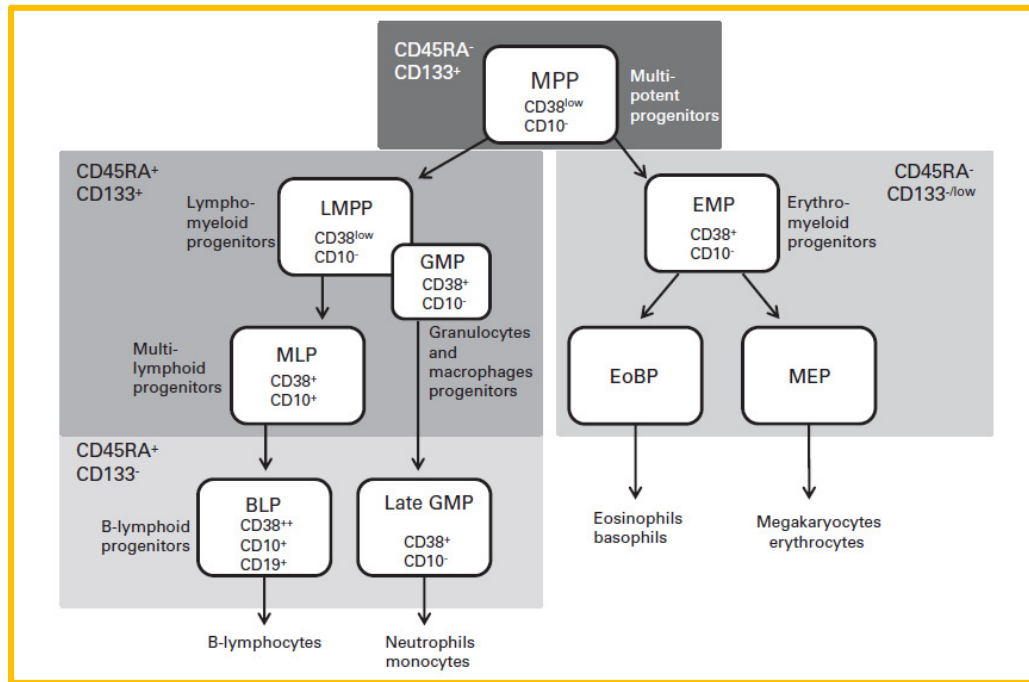 CD45RA⁻
CD133⁺
MPP
CD38ˡᵒʷ
CD10⁻
Multi-
potent
progenitors
CD45RA⁺
CD133⁺
Lympho-
myeloid
progenitors
LMPP
CD38ˡᵒʷ
CD10⁻
GMP
CD38⁺
CD10⁻
Granulocytes
and
macrophages
progenitors
Multi-
lymphoid
progenitors
MLP
CD38⁺
CD10⁺
CD45RA⁻
CD133⁻/ˡᵒʷ
EMP
CD38⁺
CD10⁻
Erythro-
myeloid
progenitors
EoBP
MEP
CD45RA⁺
CD133⁻
B-lymphoid
progenitors
BLP
CD38⁺⁺
CD10⁺
CD19⁺
Late GMP
CD38⁺
CD10⁻
Eosinophils
basophils
Megakaryocytes
erythrocytes
B-lymphocytes
Neutrophils
monocytes